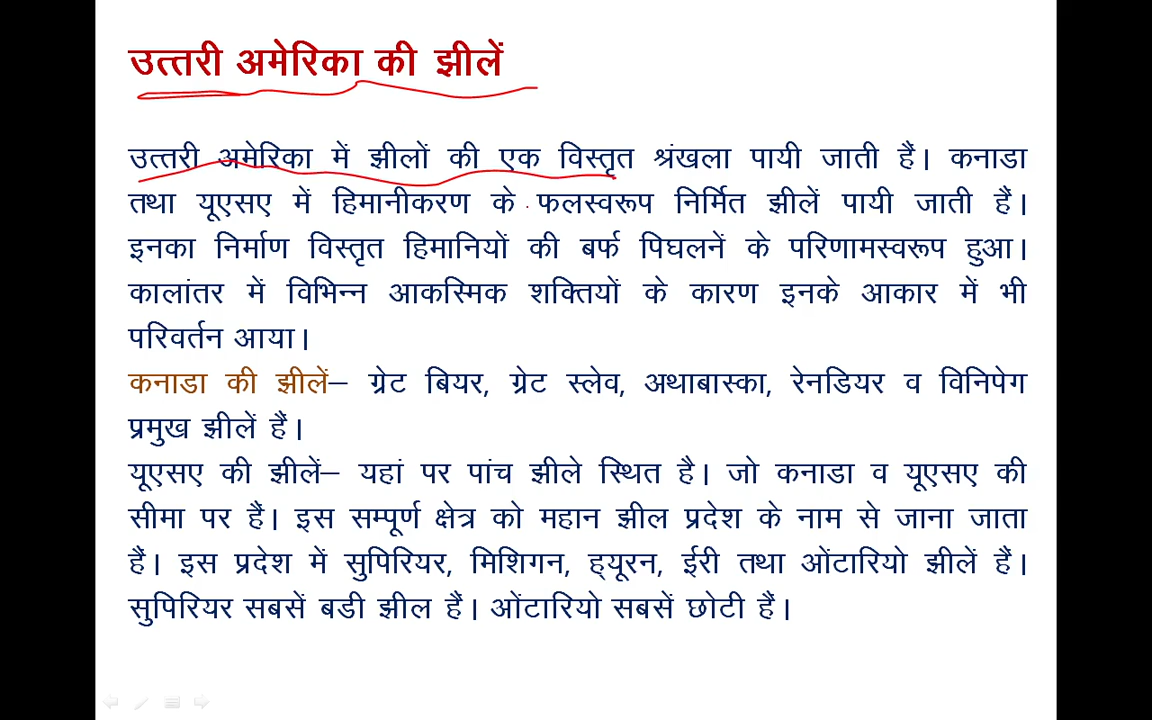 उत्तरी अमेरिका की झीलें
उत्तरी अमेरिका में झीलों की एक विस्तृत श्रंखला पायी जाती हैं। कनाडा
तथा यूएसए में हिमानीकरण के फलस्वरूप निर्मित झीलें पायी जाती हैं।
इनका निर्माण विस्तृत हिमानियों की बर्फ पिघलनें के परिणामस्वरूप हुआ।
कालांतर में विभिन्न आकस्मिक शक्तियों के कारण इनके आकार में भी
परिवर्तन आया।
कनाडा की झीलें– ग्रेट बियर, ग्रेट स्लेव, अथाबास्का, रेनडियर व विनिपेग
प्रमुख झीलें हैं।
यूएसए की झीलें– यहां पर पांच झीले स्थित है। जो कनाडा व यूएसए की
सीमा पर हैं। इस सम्पूर्ण क्षेत्र को महान झील प्रदेश के नाम से जाना जाता
हैं। इस प्रदेश में सुपिरियर, मिशिगन, ह्यूरन, ईरी तथा ओंटारियो झीलें हैं।
सुपिरियर सबसें बडी झील हैं। ओंटारियो सबसें छोटी हैं।